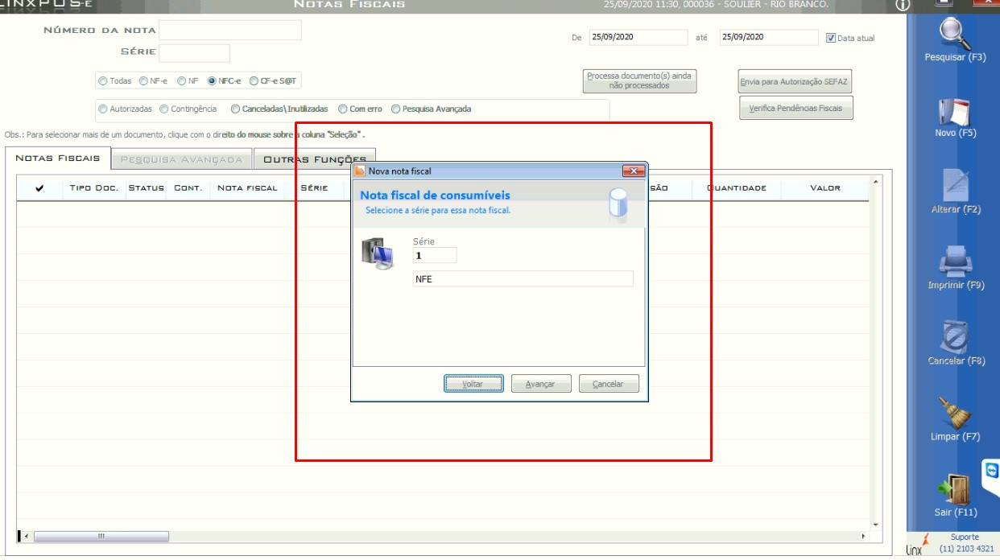 LINXPOS-E
NOTAS FISCAIS
25/09/2020 11:30, 000036 - SOULIER - RIO BRANCO.
NÚMERO DA NOTA
SÉRIE
De 25/09/2020 até 25/09/2020 Data atual
Todas NF-e NF NFC-e CF-e S@T
Processa documento(s) ainda
não processados
Envia para Autorização SEFAZ
Autorizadas Contingência Canceladas\Inutilizadas Com erro Pesquisa Avançada
Verifica Pendências Fiscais
Obs.: Para selecionar mais de um documento, clique com o direito do mouse sobre a coluna "Seleção".
NOTAS FISCAIS PESQUISA AVANÇADA OUTRAS FUNÇÕES
TIPO DOC. STATUS CONT. NOTA FISCAL SÉRIE SÃO QUANTIDADE VALOR
Nova nota fiscal
Nota fiscal de consumíveis
Selecione a série para essa nota fiscal.
Série
1
NFE
Voltar Avançar Cancelar
Pesquisar (F3)
Novo (F5)
Alterar (F2)
Imprimir (F9)
Cancelar (F8)
Limpar (F7)
Sair (F11)
linx
Suporte
(11) 2103 4321